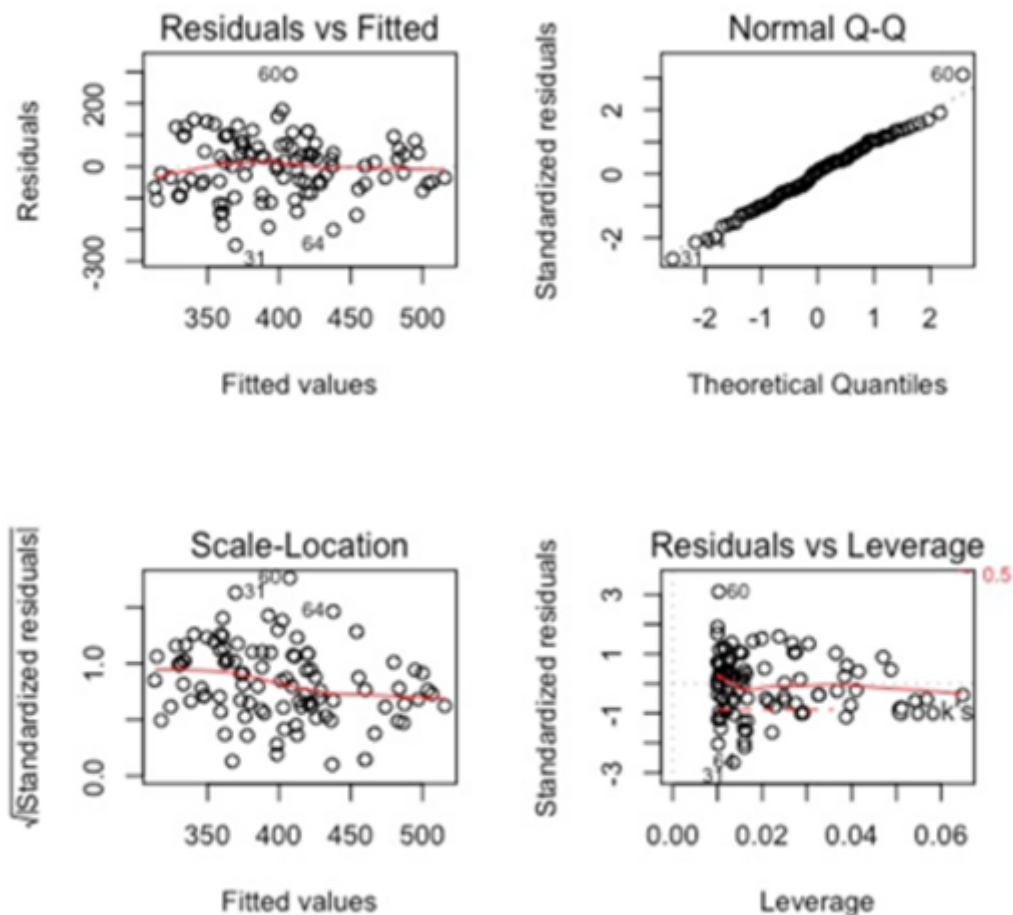 Residuals vs Fitted
Residuals
200
0
-300
60
64
31
350 400 450 500
Fitted values
Normal Q-Q
Standardized residuals
2
0
-2
60
31
-2 -1 0 1 2
Theoretical Quantiles
Scale-Location
√|Standardized residuals|
1.0
0.0
60
31
64
350 400 450 500
Fitted values
Residuals vs Leverage
Standardized residuals
3
1
-1
-3
60
0.5
Cook's
31
0.00 0.02 0.04 0.06
Leverage